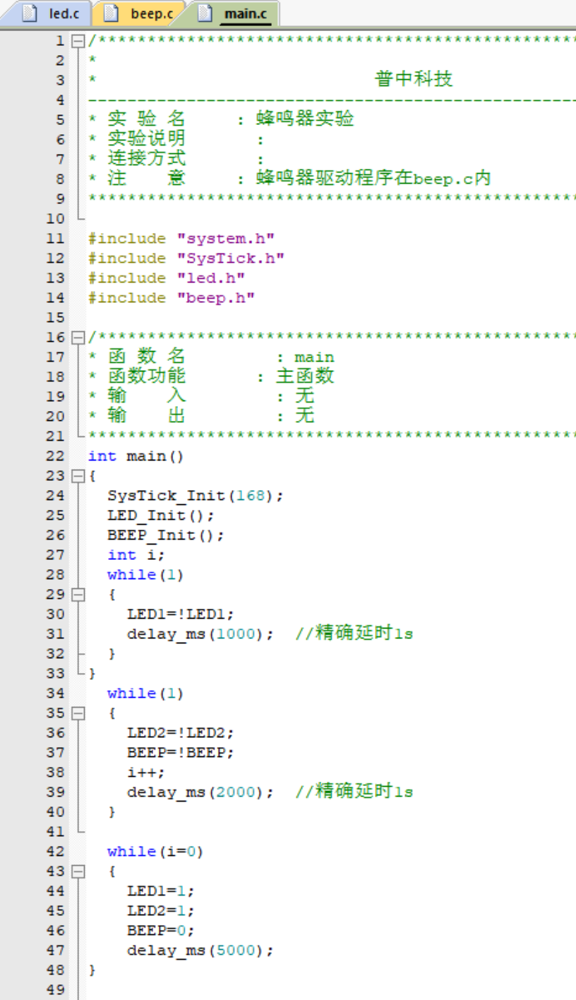 led.c beep.c main.c
1 /*************************************************
2 *
3 * 普中科技
4 -------------------------------------------------
5 * 实 验 名 : 蜂鸣器实验
6 * 实验说明 :
7 * 连接方式 :
8 * 注 意 : 蜂鸣器驱动程序在beep.c内
9 **************************************************
10
11 #include "system.h"
12 #include "SysTick.h"
13 #include "led.h"
14 #include "beep.h"
15
16 /*************************************************
17 * 函 数 名 : main
18 * 函数功能 : 主函数
19 * 输 入 : 无
20 * 输 出 : 无
21 **************************************************
22 int main()
23 {
24 SysTick_Init(168);
25 LED_Init();
26 BEEP_Init();
27 int i;
28 while(1)
29 {
30 LED1=!LED1;
31 delay_ms(1000); //精确延时1s
32 }
33 }
34 while(1)
35 {
36 LED2=!LED2;
37 BEEP=!BEEP;
38 i++;
39 delay_ms(2000); //精确延时1s
40 }
41
42 while(i=0)
43 {
44 LED1=1;
45 LED2=1;
46 BEEP=0;
47 delay_ms(5000);
48 }
49